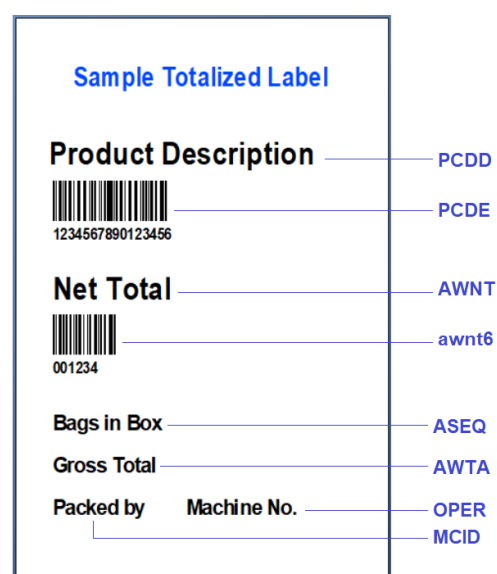 Sample Totalized Label
Product Description PCDD
PCDE
1234567890123456
Net Total AWNT
awnt6
001234
Bags in Box ASEQ
Gross Total AWTA
Packed by Machine No. OPER
MCID